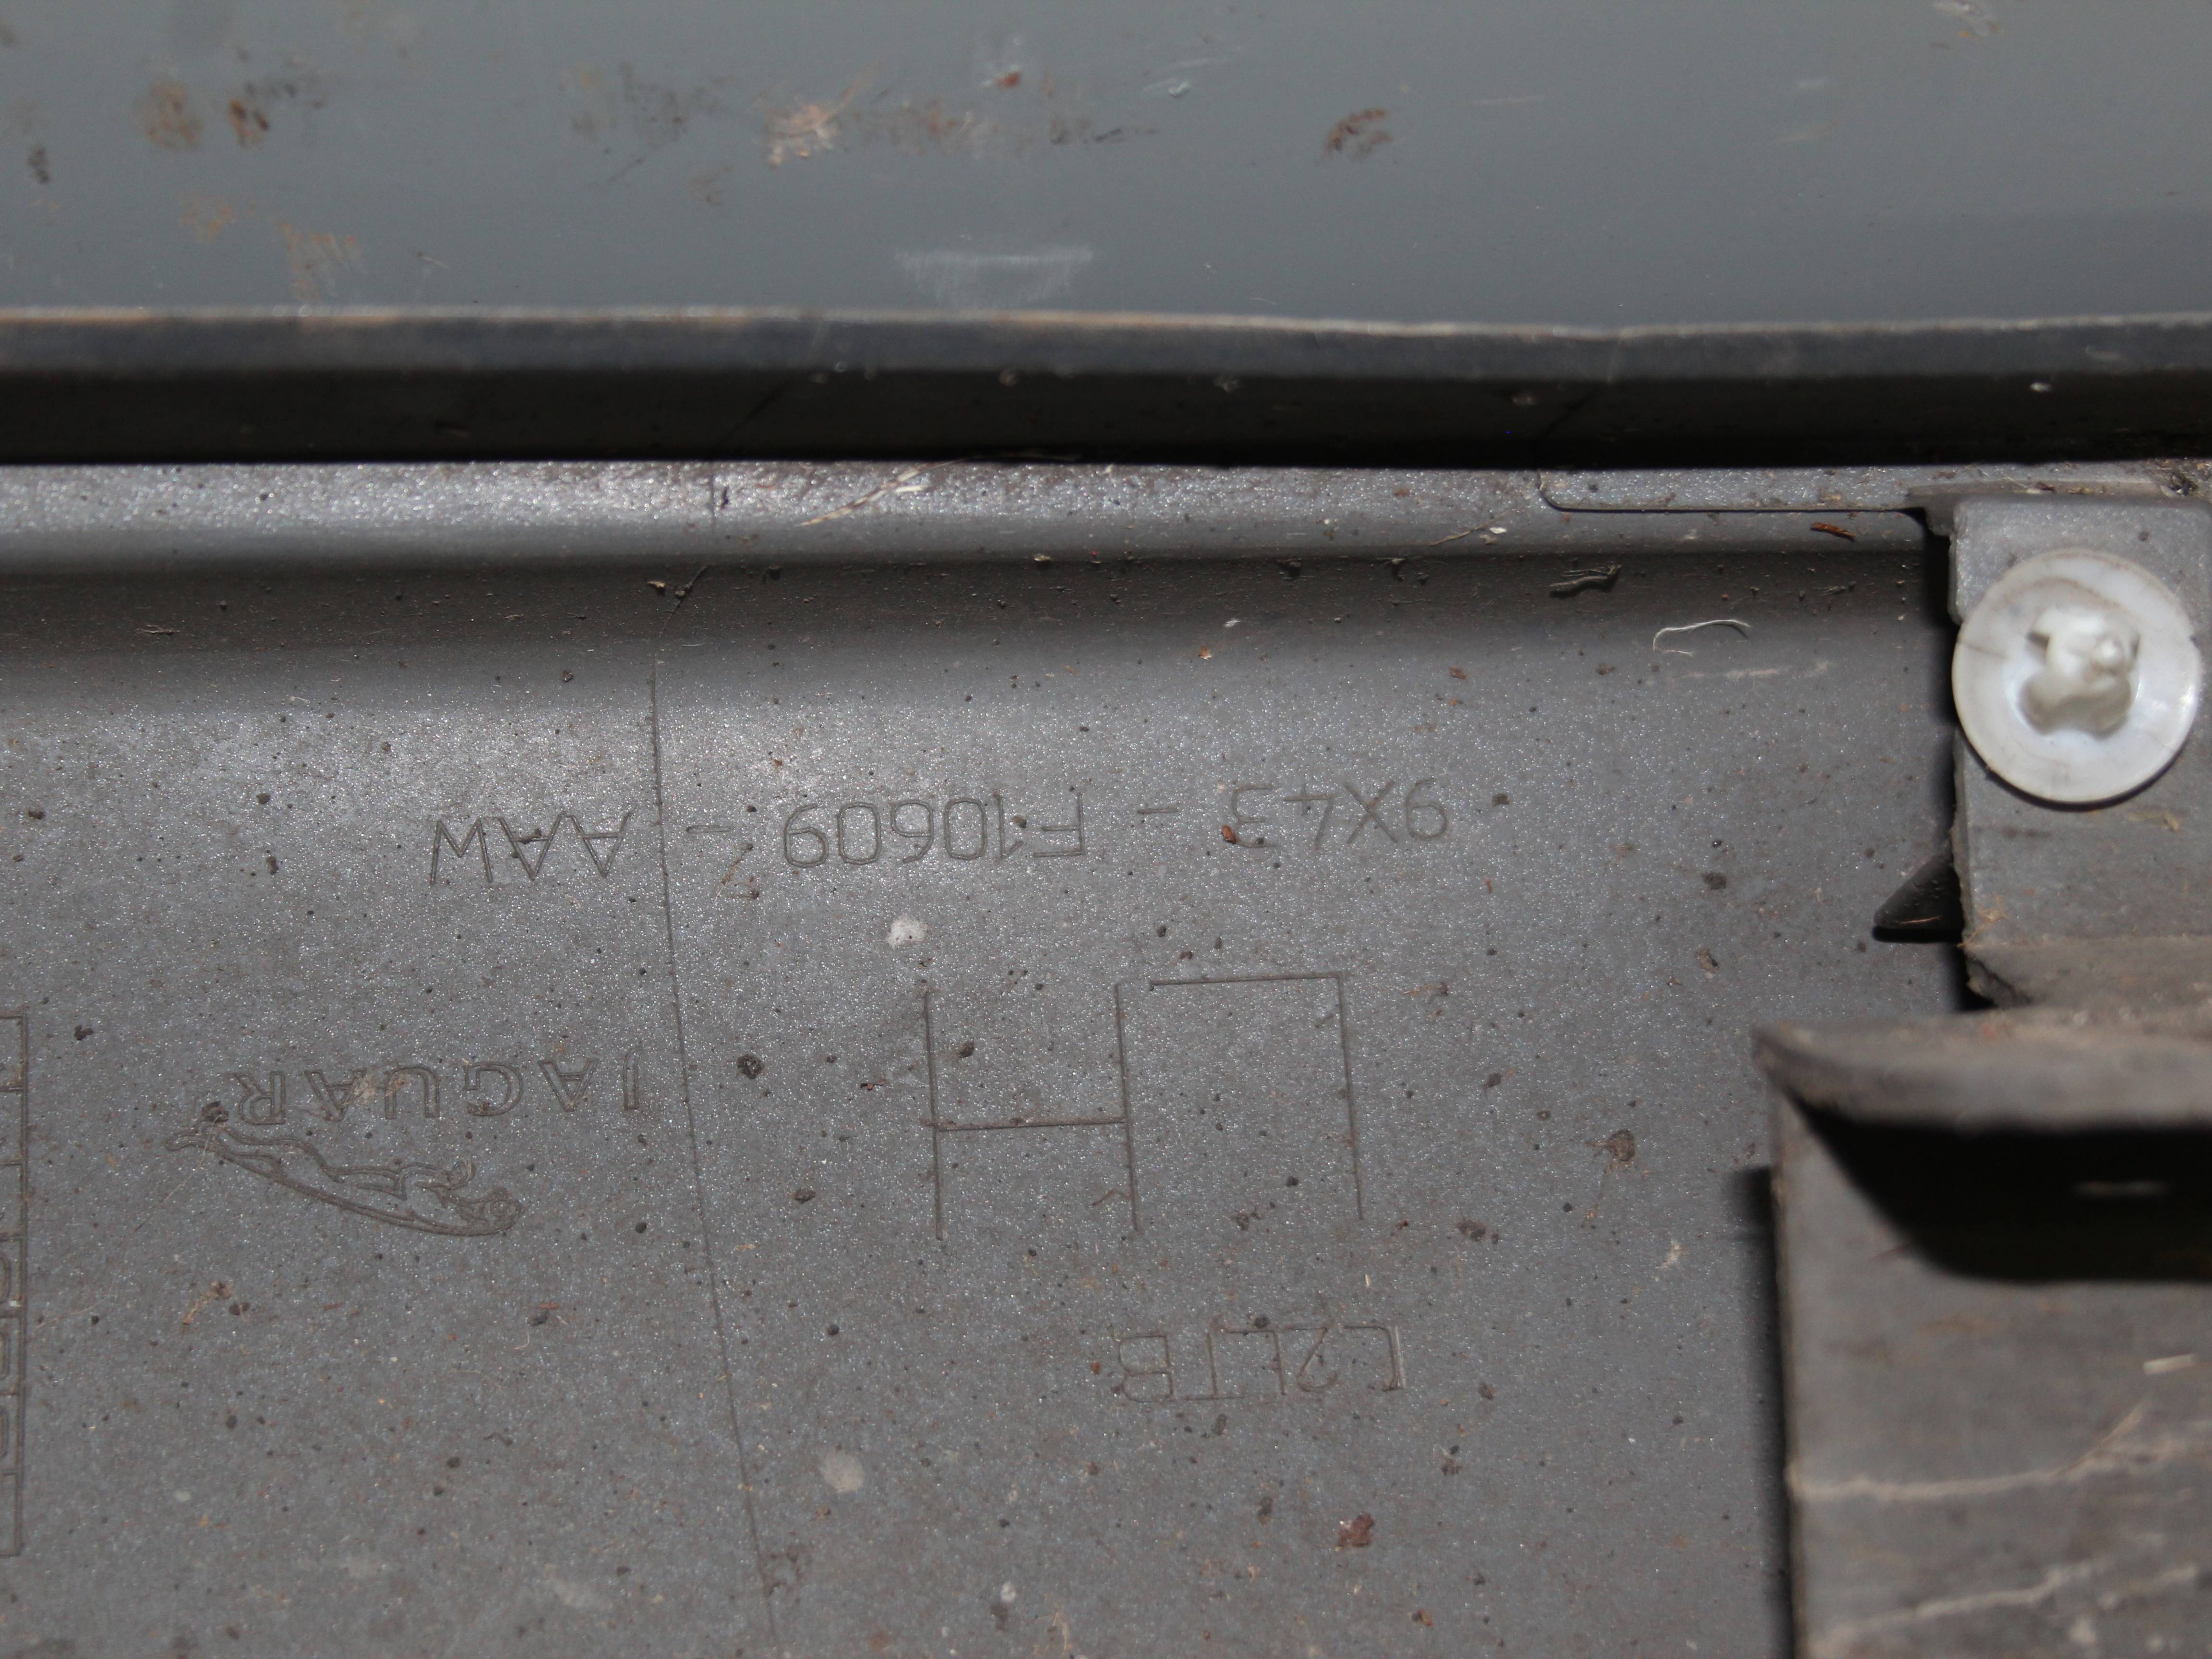 C2LTB
LH
JAGUAR
9X43 - F10609 - AAW